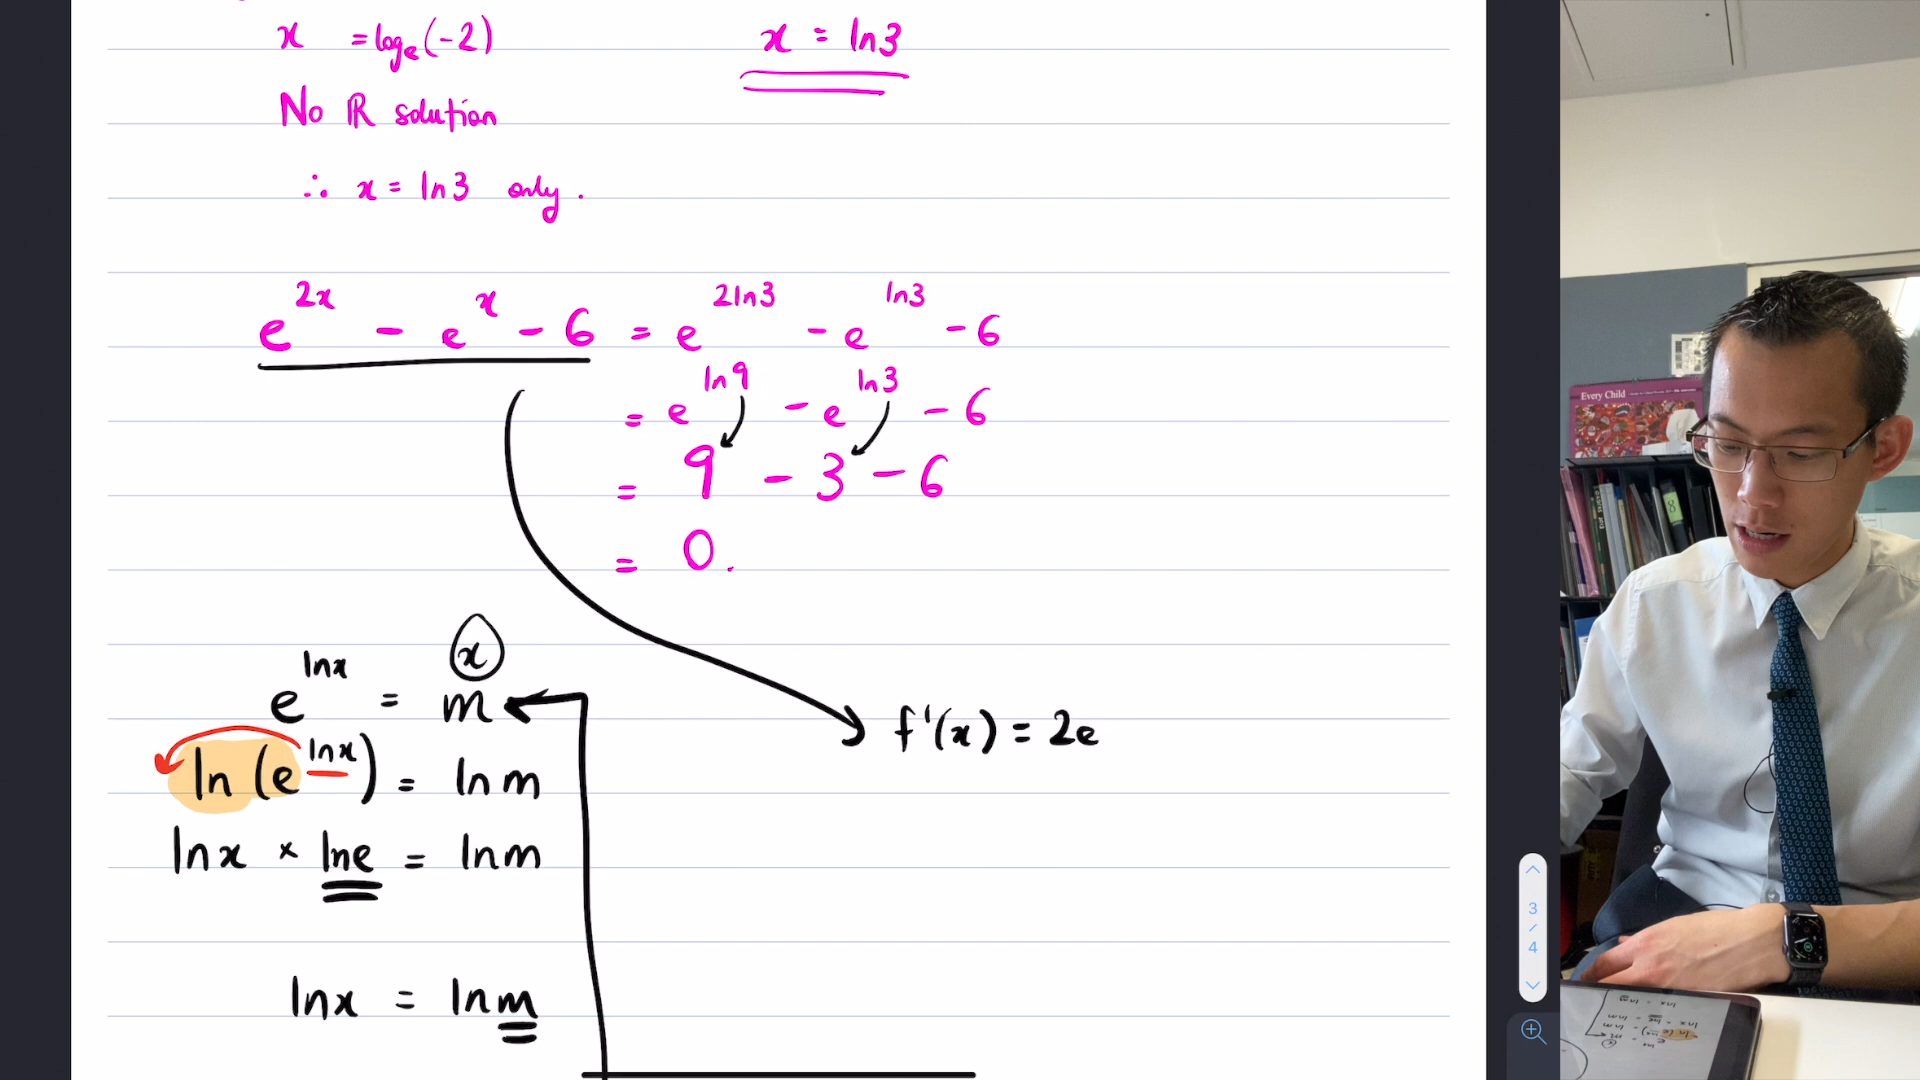 x = logₑ(-2)
x = ln3
No ℝ solution
∴ x = ln3 only.
e^{2x} - e^{x} - 6 = e^{2ln3} - e^{ln3} - 6
= e^{ln9} - e^{ln3} - 6
= 9 - 3 - 6
= 0.
x
e^{lnx} = m
f'(x) = 2e
ln(e^{lnx}) = ln m
lnx × lne = lnm
lnx = lnm
Every Child
8
3
/
4